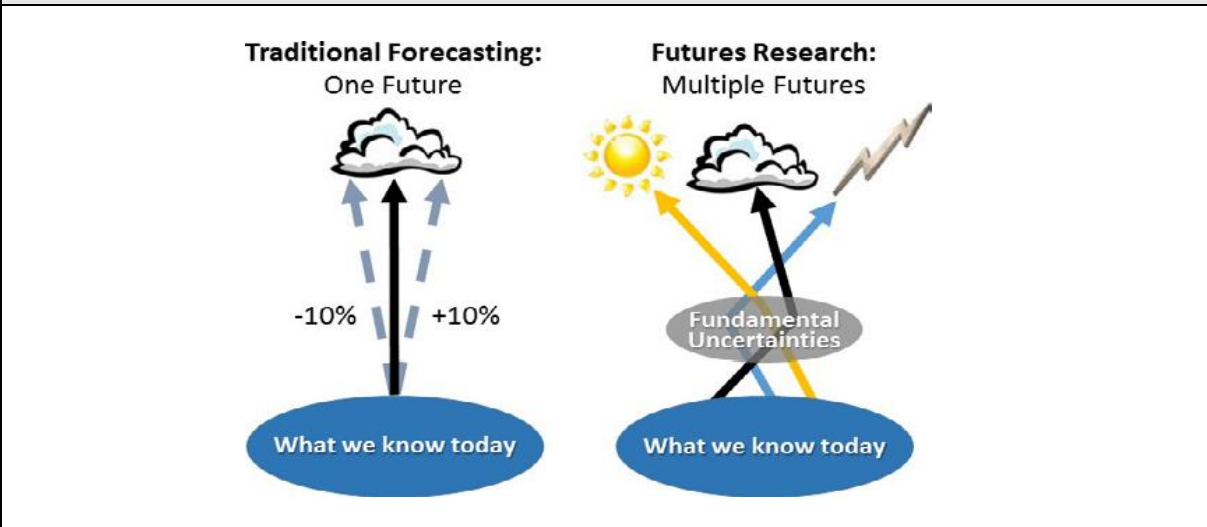 Traditional Forecasting:
One Future
-10%
+10%
What we know today
Futures Research:
Multiple Futures
Fundamental
Uncertainties
What we know today